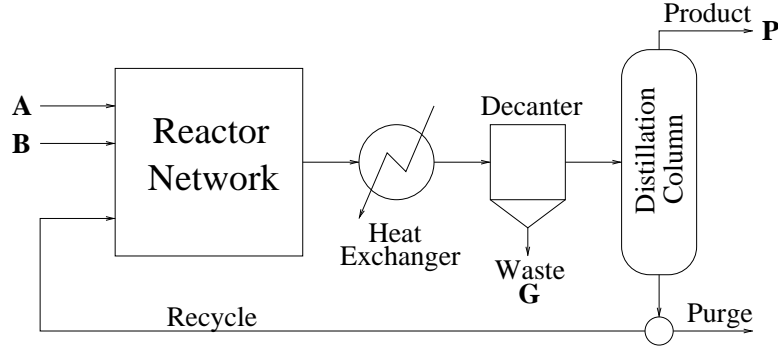 Product
P
A
B
Reactor
Network
Decanter
Distillation
Column
Heat
Exchanger
Waste
G
Recycle
Purge